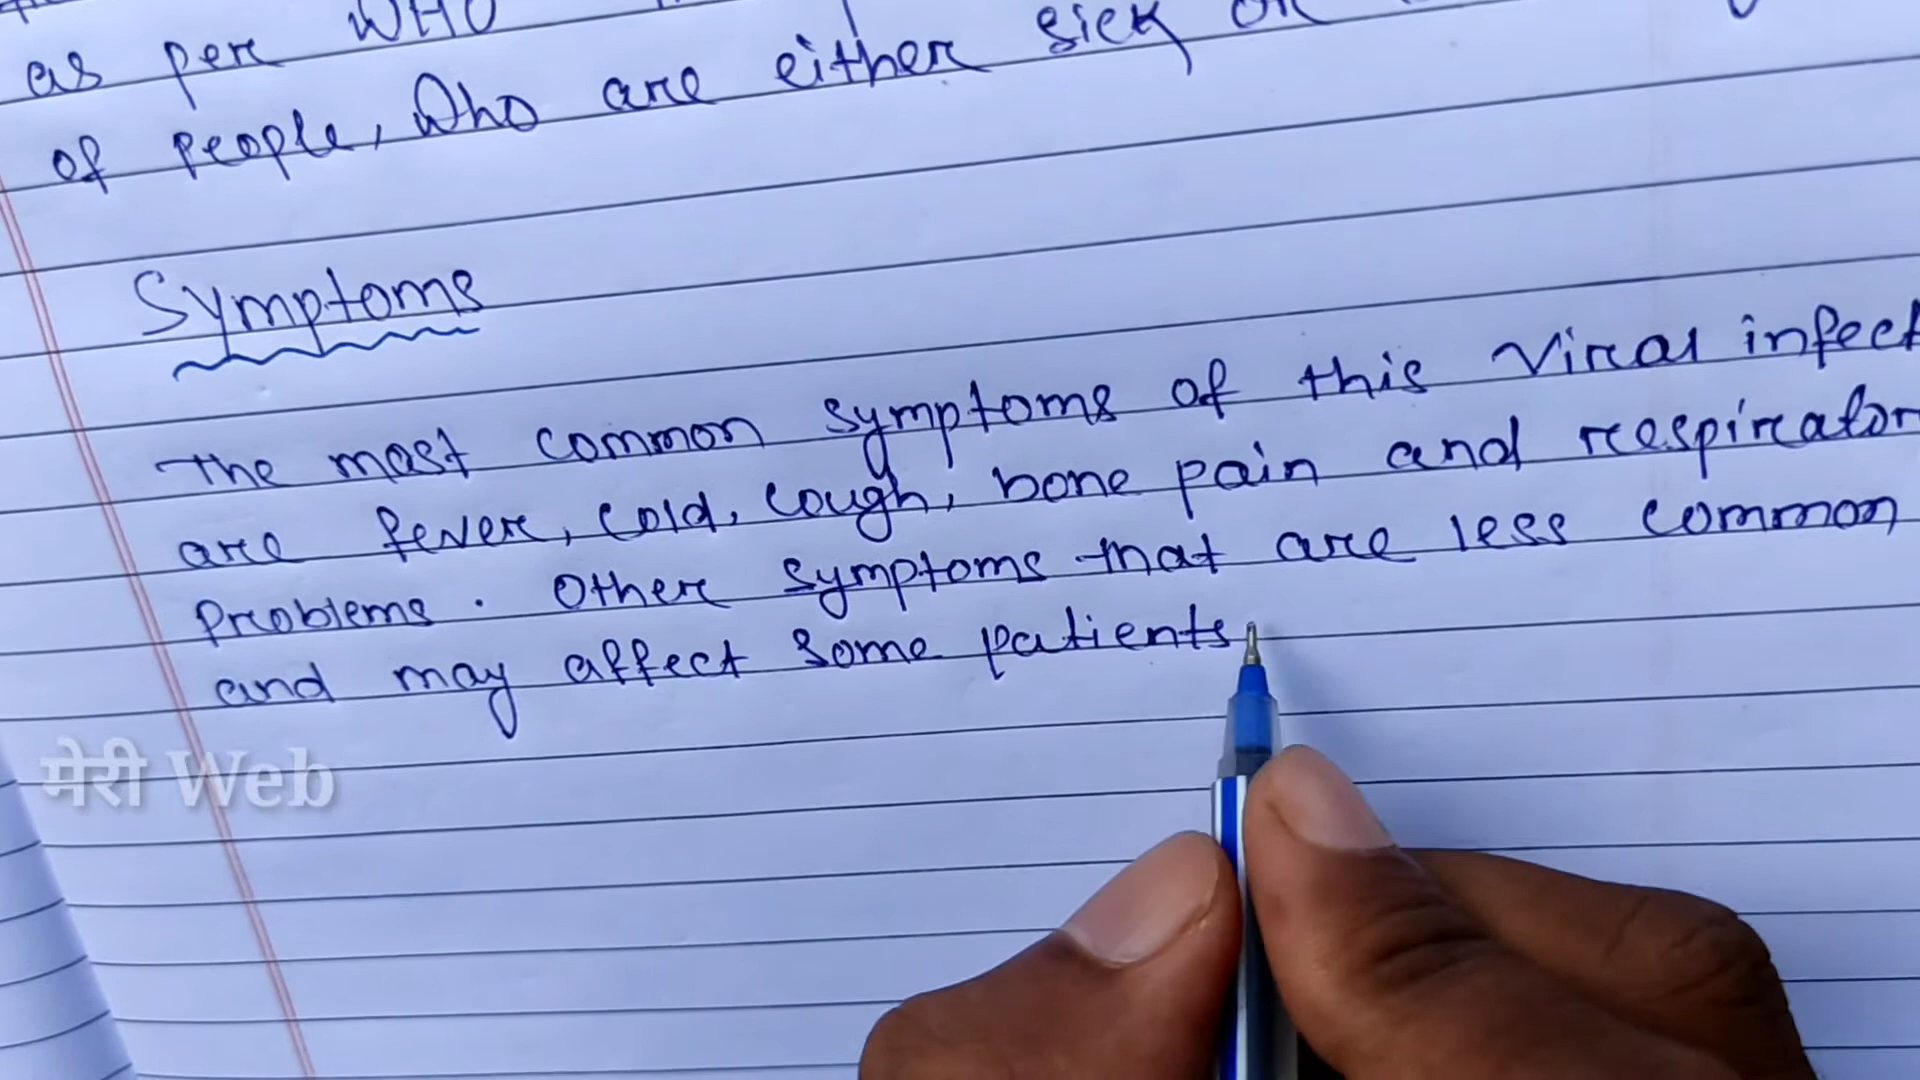 as per WHO
of people, Who are either sick or
Symptoms
The most common symptoms of this viral infect
are fever, cold, cough, bone pain and respirator
problems. Other symptoms that are less common
and may affect some patients
मेरी Web